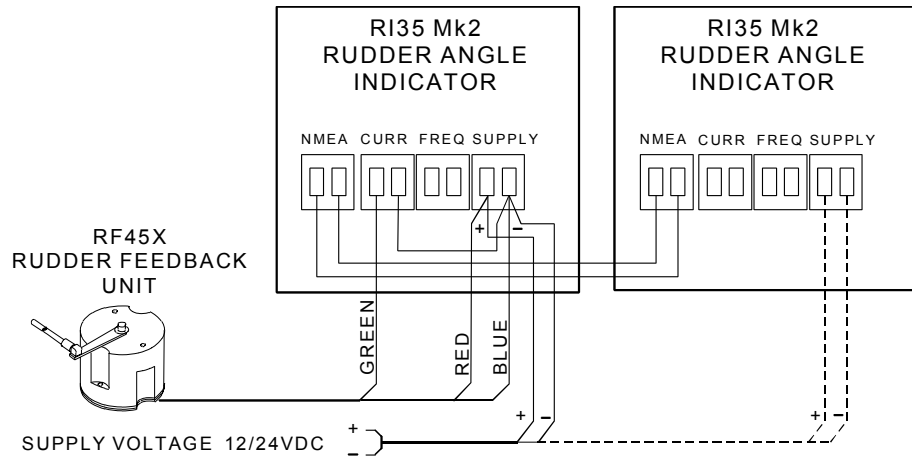 RI35 Mk2
RUDDER ANGLE
INDICATOR
NMEA CURR FREQ SUPPLY
+ −
RI35 Mk2
RUDDER ANGLE
INDICATOR
NMEA CURR FREQ SUPPLY
RF45X
RUDDER FEEDBACK
UNIT
GREEN
RED
BLUE
+ −
+ −
SUPPLY VOLTAGE 12/24VDC
+
−